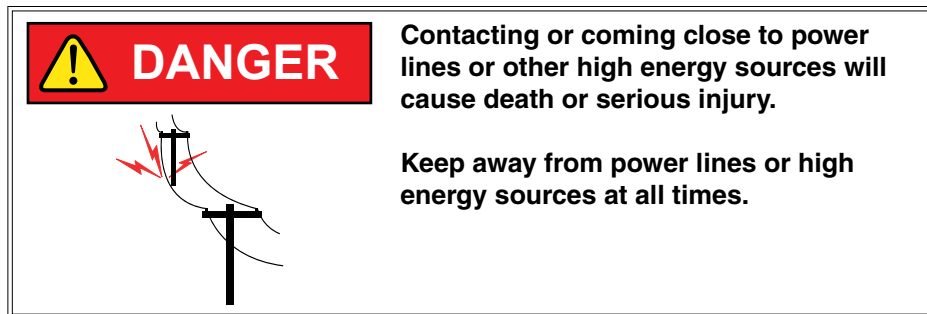 DANGER
Contacting or coming close to power
lines or other high energy sources will
cause death or serious injury.
Keep away from power lines or high
energy sources at all times.